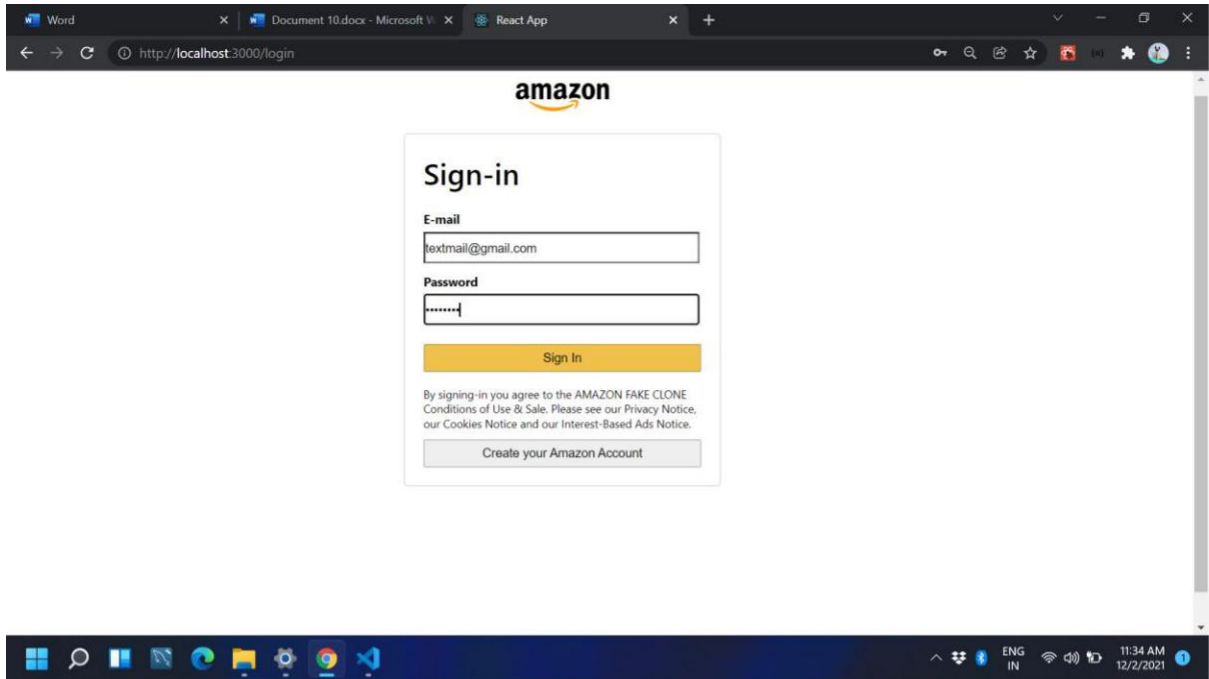 Word
Document 10.docx - Microsoft W
React App
http://localhost:3000/login
amazon
Sign-in
E-mail
textmail@gmail.com
Password
••••••••
Sign In
By signing-in you agree to the AMAZON FAKE CLONE
Conditions of Use & Sale. Please see our Privacy Notice,
our Cookies Notice and our Interest-Based Ads Notice.
Create your Amazon Account
ENG
IN
11:34 AM
12/2/2021
1